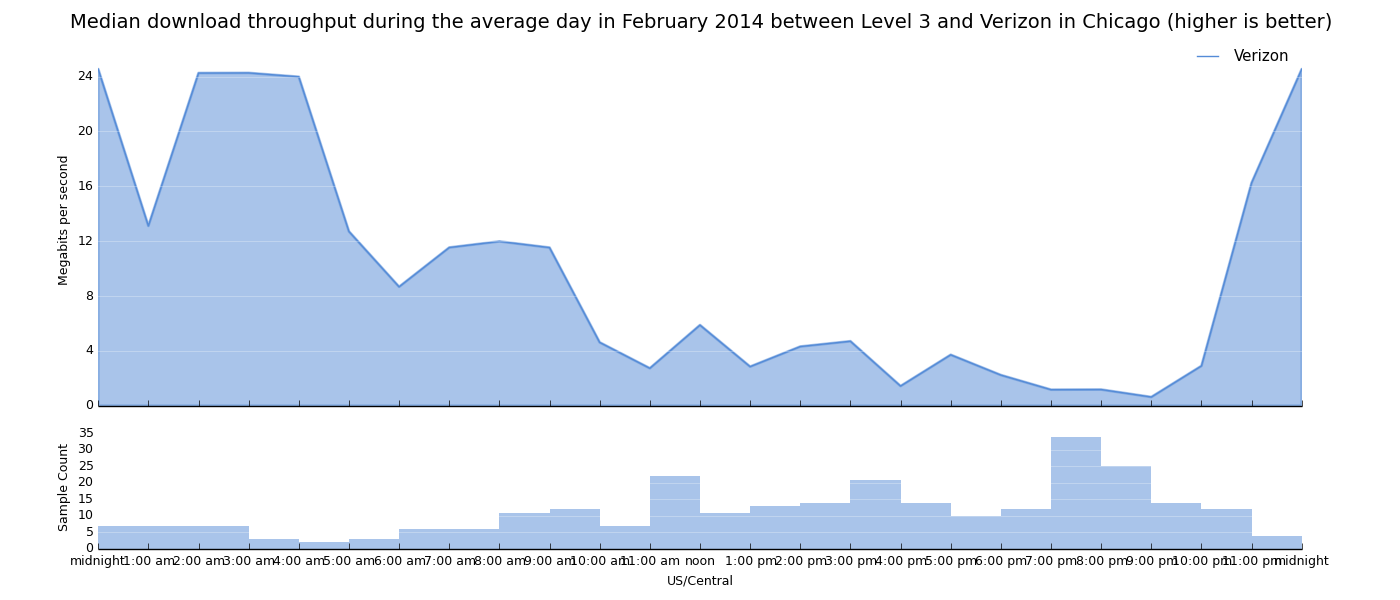 Median download throughput during the average day in February 2014 between Level 3 and Verizon in Chicago (higher is better)
Verizon
Megabits per second
24
20
16
12
8
4
0
Sample Count
35
30
25
20
15
10
5
0
midnight 1:00 am 2:00 am 3:00 am 4:00 am 5:00 am 6:00 am 7:00 am 8:00 am 9:00 am 10:00 am 11:00 am noon 1:00 pm 2:00 pm 3:00 pm 4:00 pm 5:00 pm 6:00 pm 7:00 pm 8:00 pm 9:00 pm 10:00 pm 11:00 pm midnight
US/Central